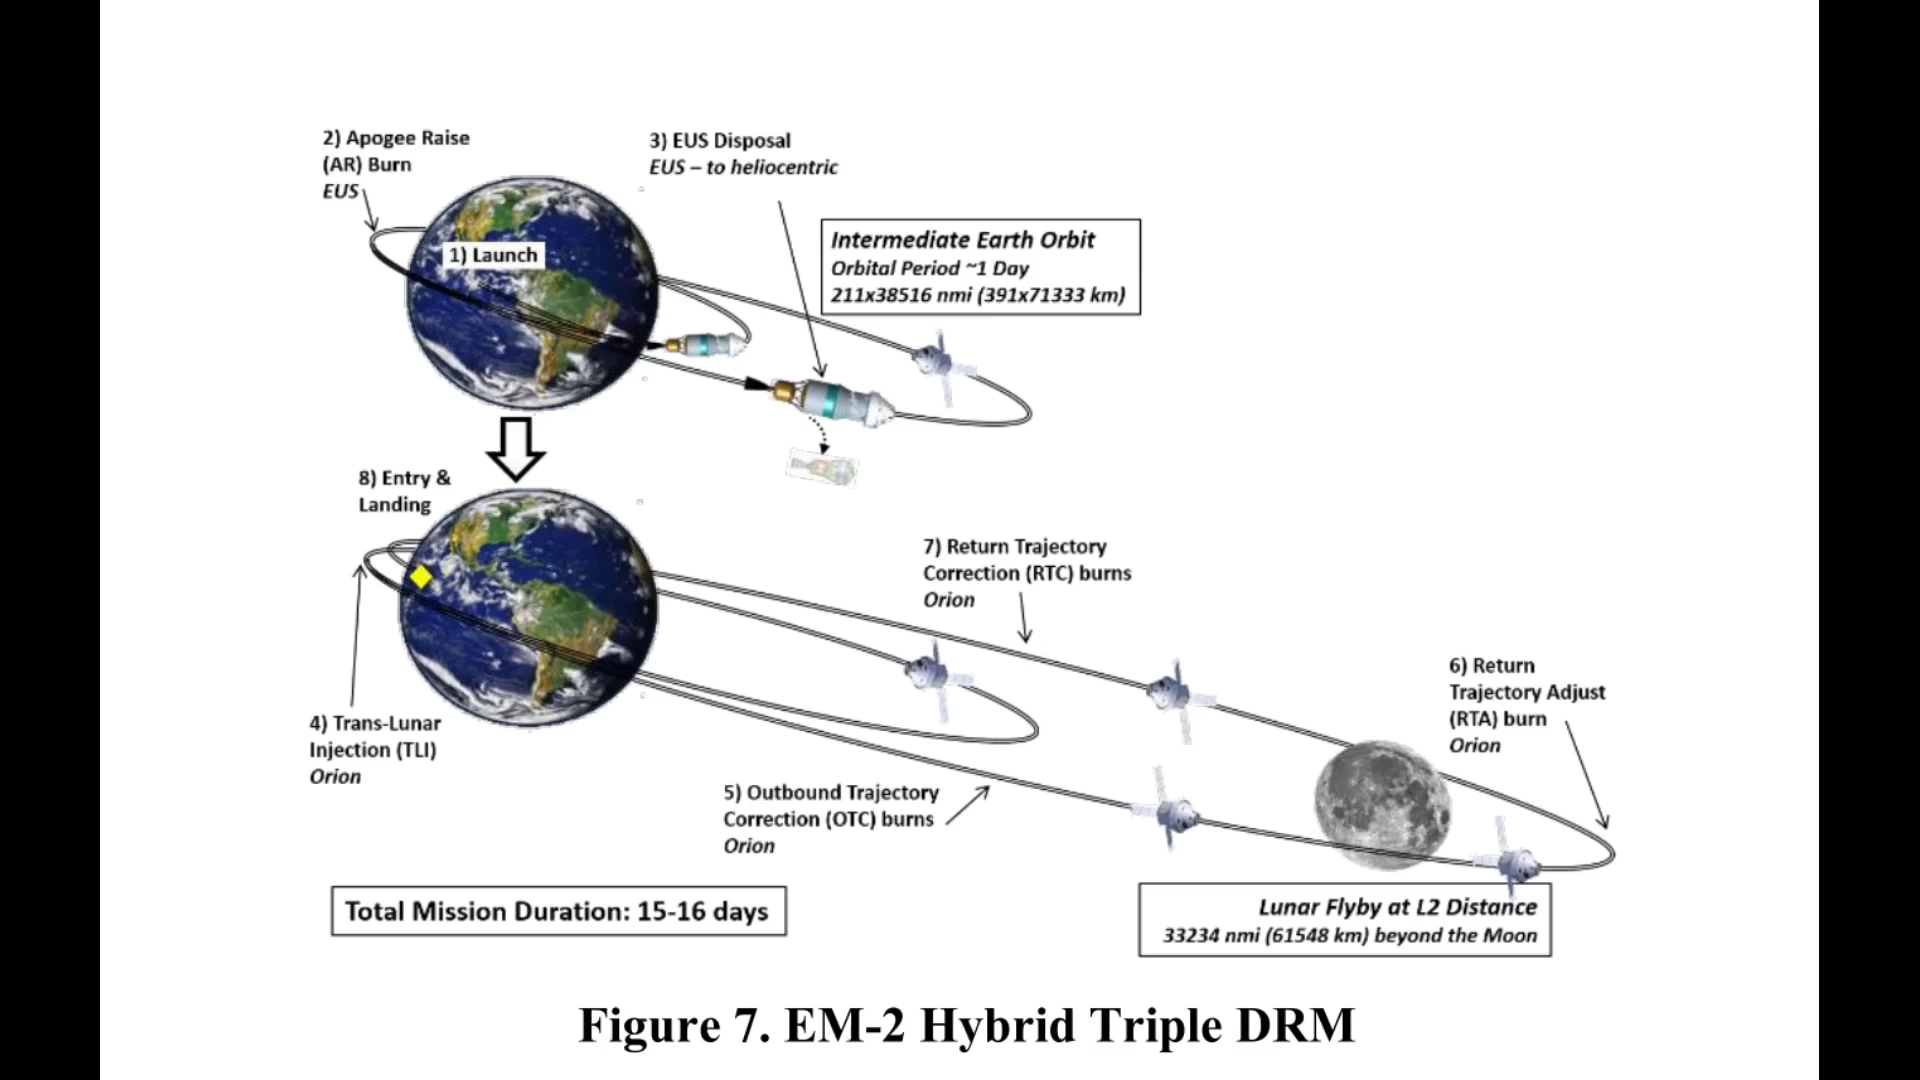 2) Apogee Raise
(AR) Burn
EUS
3) EUS Disposal
EUS – to heliocentric
1) Launch
Intermediate Earth Orbit
Orbital Period ~1 Day
211x38516 nmi (391x71333 km)
8) Entry &
Landing
7) Return Trajectory
Correction (RTC) burns
Orion
6) Return
Trajectory Adjust
(RTA) burn
Orion
4) Trans-Lunar
Injection (TLI)
Orion
5) Outbound Trajectory
Correction (OTC) burns
Orion
Total Mission Duration: 15-16 days
Lunar Flyby at L2 Distance
33234 nmi (61548 km) beyond the Moon
Figure 7. EM-2 Hybrid Triple DRM